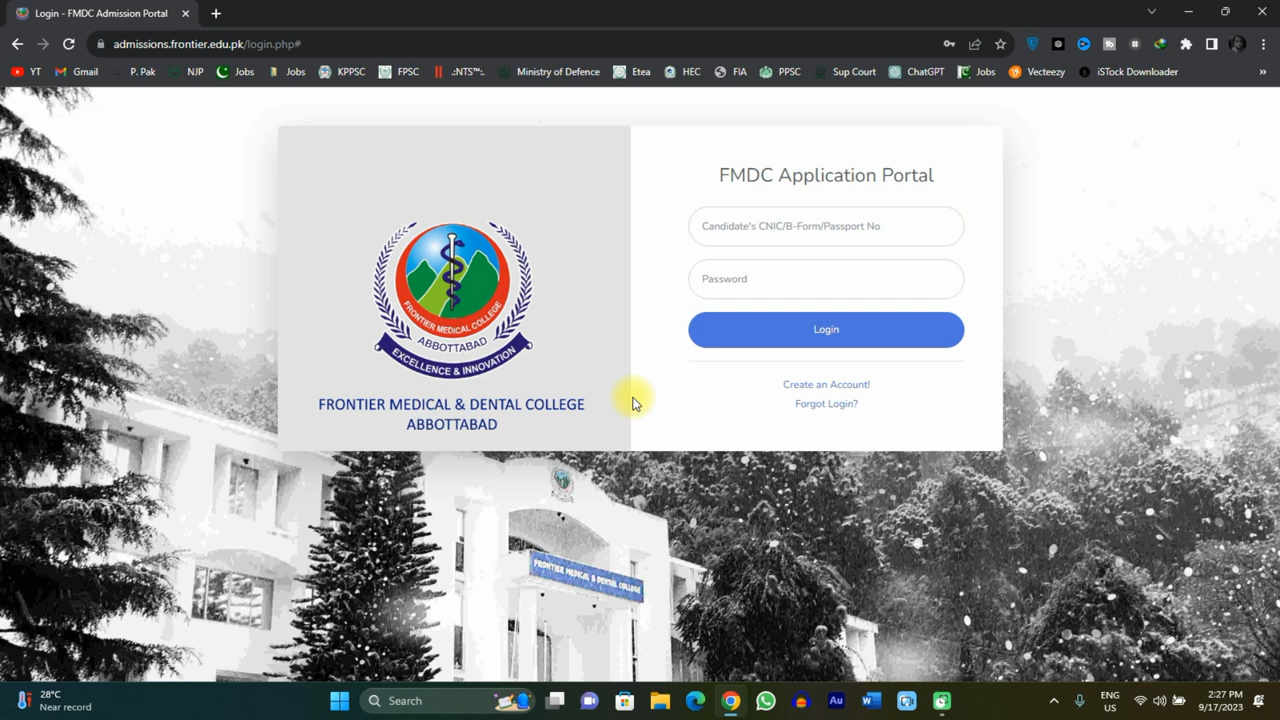 Login - FMDC Admission Portal
admissions.frontier.edu.pk/login.php#
YT
Gmail
P. Pak
NJP
Jobs
Jobs
KPPSC
FPSC
.:NTS™:.
Ministry of Defence
Etea
HEC
FIA
PPSC
Sup Court
ChatGPT
Jobs
Vecteezy
iSTock Downloader
»
FMDC Application Portal
Candidate's CNIC/B-Form/Passport No
Password
Login
Create an Account!
Forgot Login?
FRONTIER MEDICAL COLLEGE
ABBOTTABAD
EXCELLENCE & INNOVATION
FRONTIER MEDICAL & DENTAL COLLEGE
ABBOTTABAD
FRONTIER MEDICAL & DENTAL COLLEGE
28°C
Near record
Search
Au
W
ENG
US
2:27 PM
9/17/2023